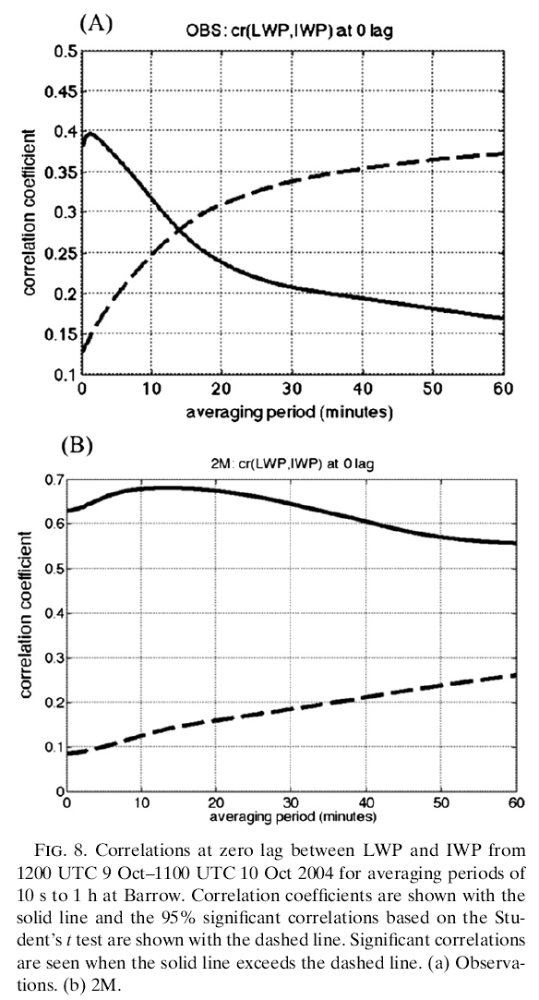 (A)
OBS: cr(LWP,IWP) at 0 lag
0.5
0.45
0.4
0.35
0.3
0.25
0.2
0.15
0.1
correlation coefficient
0 10 20 30 40 50 60
averaging period (minutes)
(B)
2M: cr(LWP,IWP) at 0 lag
0.7
0.6
0.5
0.4
0.3
0.2
0.1
0
correlation coefficient
0 10 20 30 40 50 60
averaging period (minutes)
FIG. 8. Correlations at zero lag between LWP and IWP from
1200 UTC 9 Oct–1100 UTC 10 Oct 2004 for averaging periods of
10 s to 1 h at Barrow. Correlation coefficients are shown with the
solid line and the 95% significant correlations based on the Stu-
dent's t test are shown with the dashed line. Significant correlations
are seen when the solid line exceeds the dashed line. (a) Observa-
tions. (b) 2M.